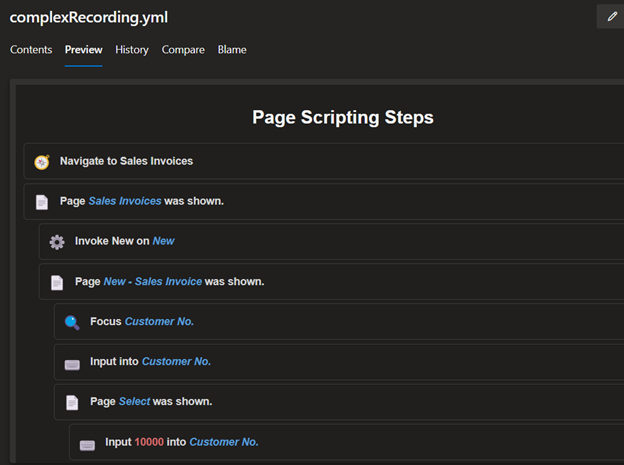 complexRecording.yml
Contents Preview History Compare Blame
Page Scripting Steps
Navigate to Sales Invoices
Page Sales Invoices was shown.
Invoke New on New
Page New - Sales Invoice was shown.
Focus Customer No.
Input into Customer No.
Page Select was shown.
Input 10000 into Customer No.